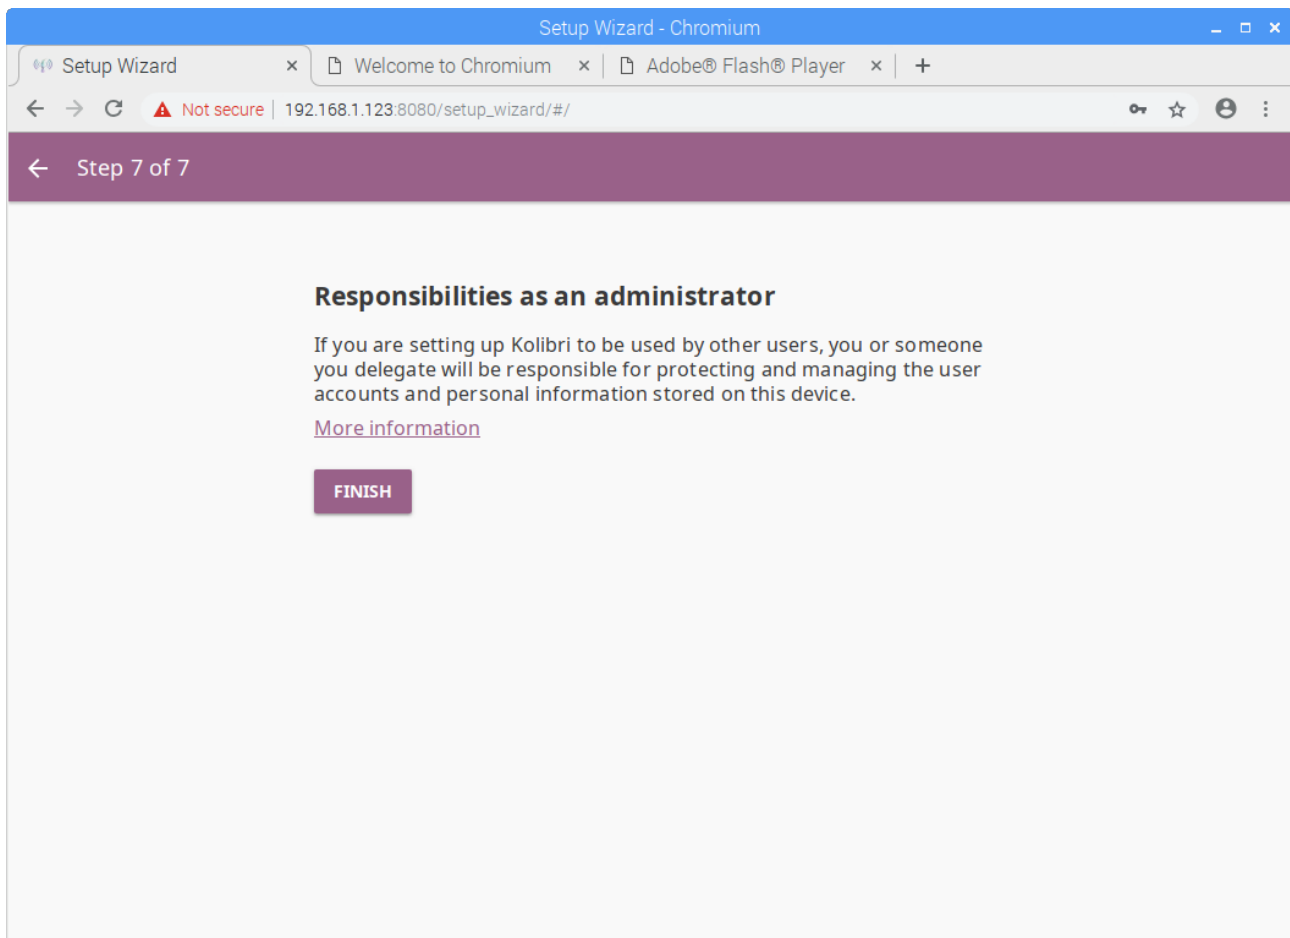 Setup Wizard - Chromium
Setup Wizard
Welcome to Chromium
Adobe® Flash® Player
Not secure
192.168.1.123:8080/setup_wizard/#/
Step 7 of 7
Responsibilities as an administrator
If you are setting up Kolibri to be used by other users, you or someone
you delegate will be responsible for protecting and managing the user
accounts and personal information stored on this device.
More information
FINISH